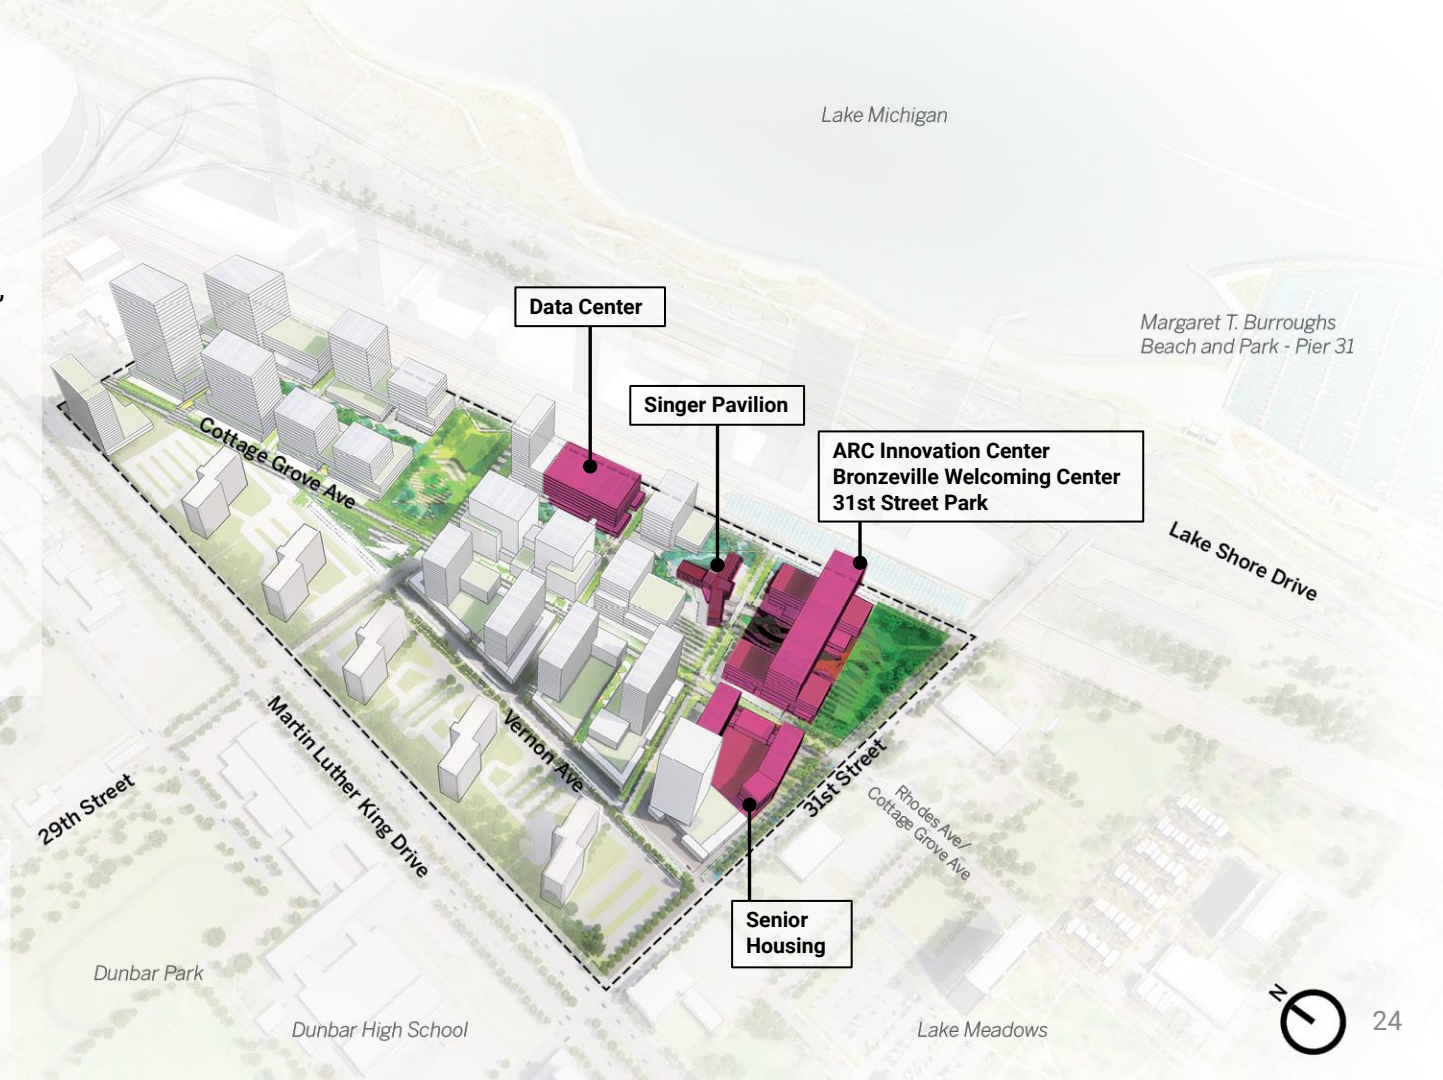 Lake Michigan
,
Data Center
Margaret T. Burroughs
Beach and Park - Pier 31
Singer Pavilion
ARC Innovation Center
Bronzeville Welcoming Center
31st Street Park
Cottage Grove Ave
Lake Shore Drive
Martin Luther King Drive
Vernon Ave
29th Street
31st Street
Rhodes Ave/
Cottage Grove Ave
Senior
Housing
Dunbar Park
Dunbar High School
Lake Meadows
N
24